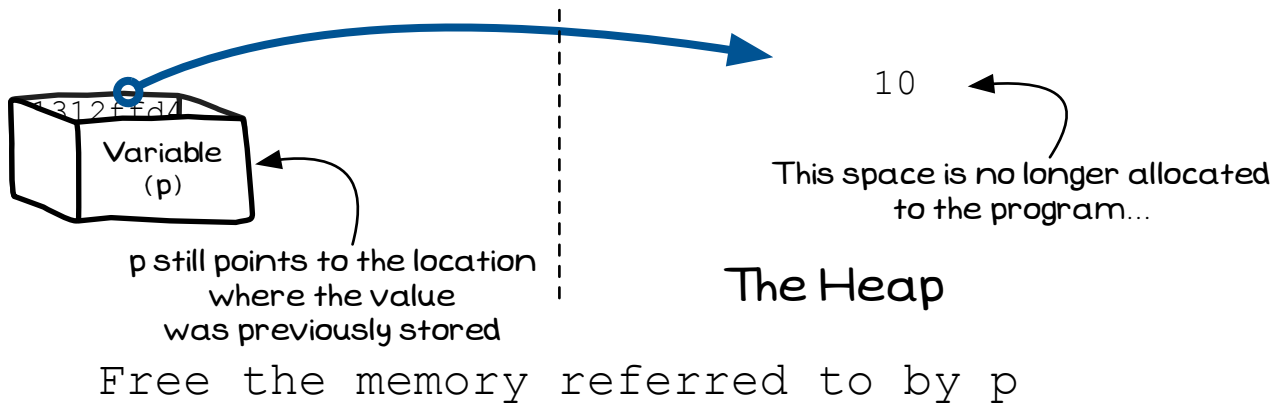 1312ffd4
Variable
(p)
10
This space is no longer allocated
to the program...
p still points to the location
where the value
was previously stored
The Heap
Free the memory referred to by p